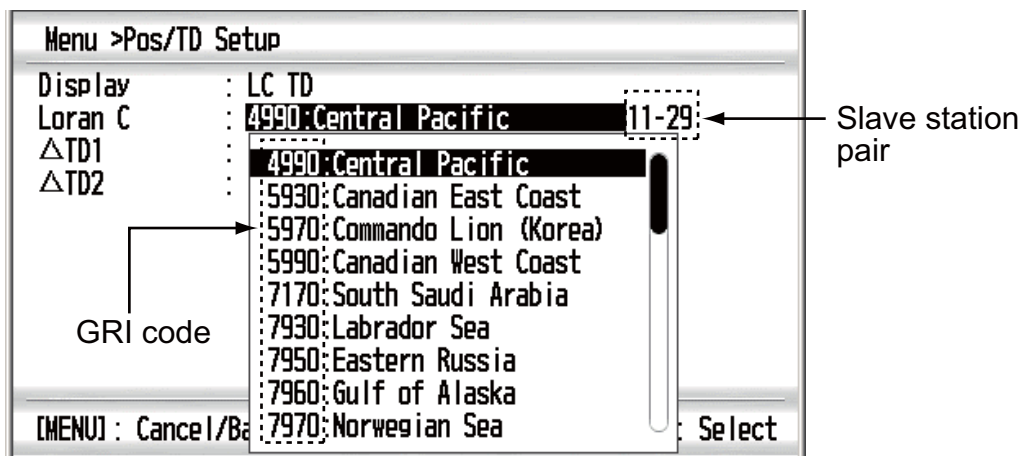 Menu >Pos/TD Setup
Display : LC TD
Loran C : 4990:Central Pacific 11-29
△TD1 :
△TD2 :
4990:Central Pacific
5930:Canadian East Coast
5970:Commando Lion (Korea)
5990:Canadian West Coast
7170:South Saudi Arabia
7930:Labrador Sea
7950:Eastern Russia
7960:Gulf of Alaska
7970:Norwegian Sea
[MENU]: Cancel/Ba : Select
Slave station
pair
GRI code